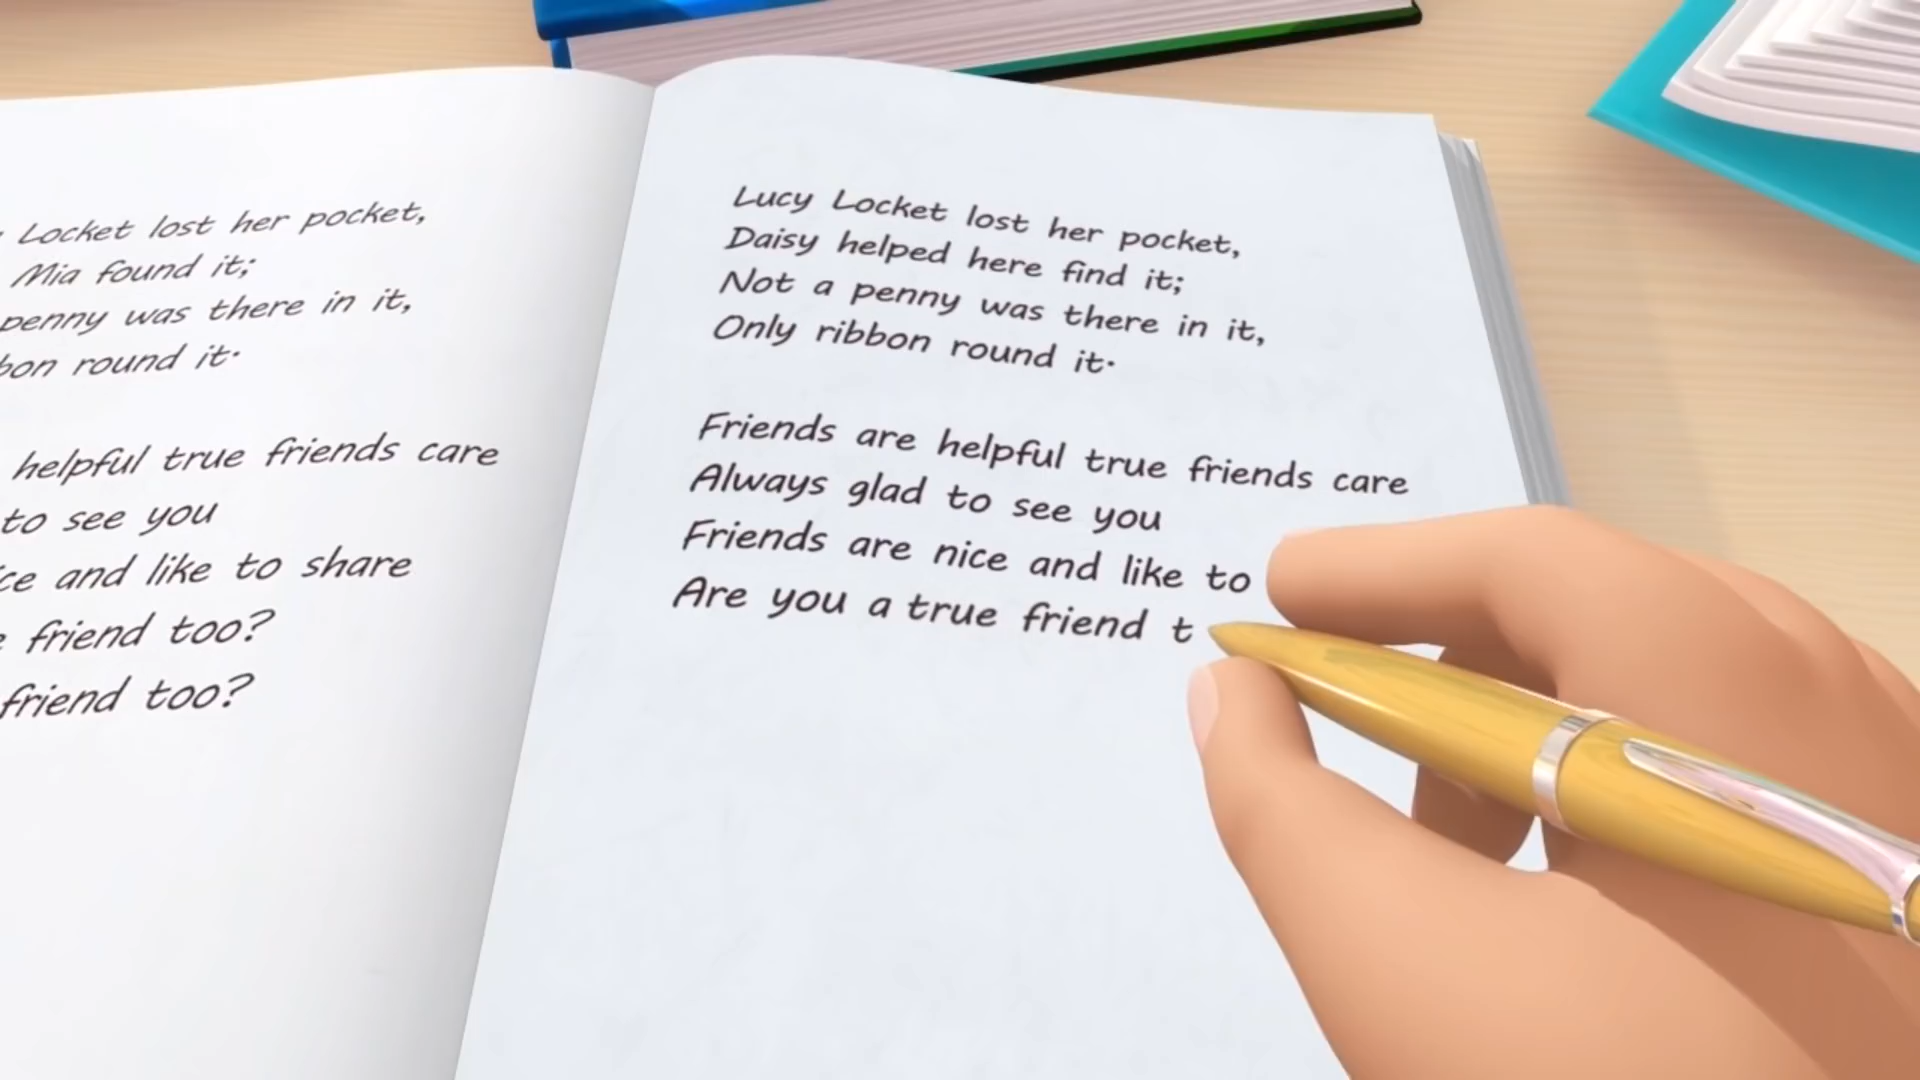 Locket lost her pocket,
Mia found it;
penny was there in it,
round it.
helpful true friends care
to see you
and like to share
friend too?
friend too?
Lucy Locket lost her pocket,
Daisy helped here find it;
Not a penny was there in it,
Only ribbon round it.
Friends are helpful true friends care
Always glad to see you
Friends are nice and like to
Are you a true friend t